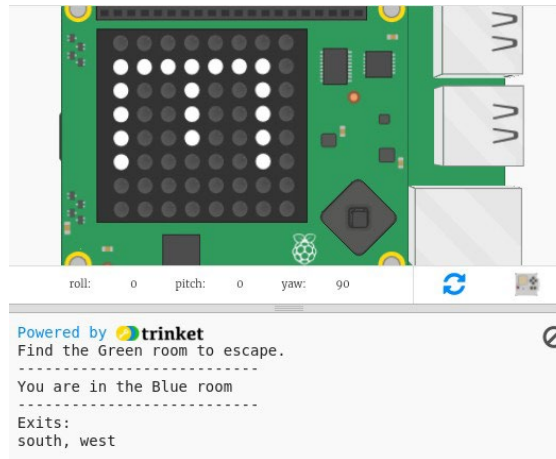 E
roll: 0 pitch: 0 yaw: 90
Powered by trinket
Find the Green room to escape.
---------------------------
You are in the Blue room
---------------------------
Exits:
south, west